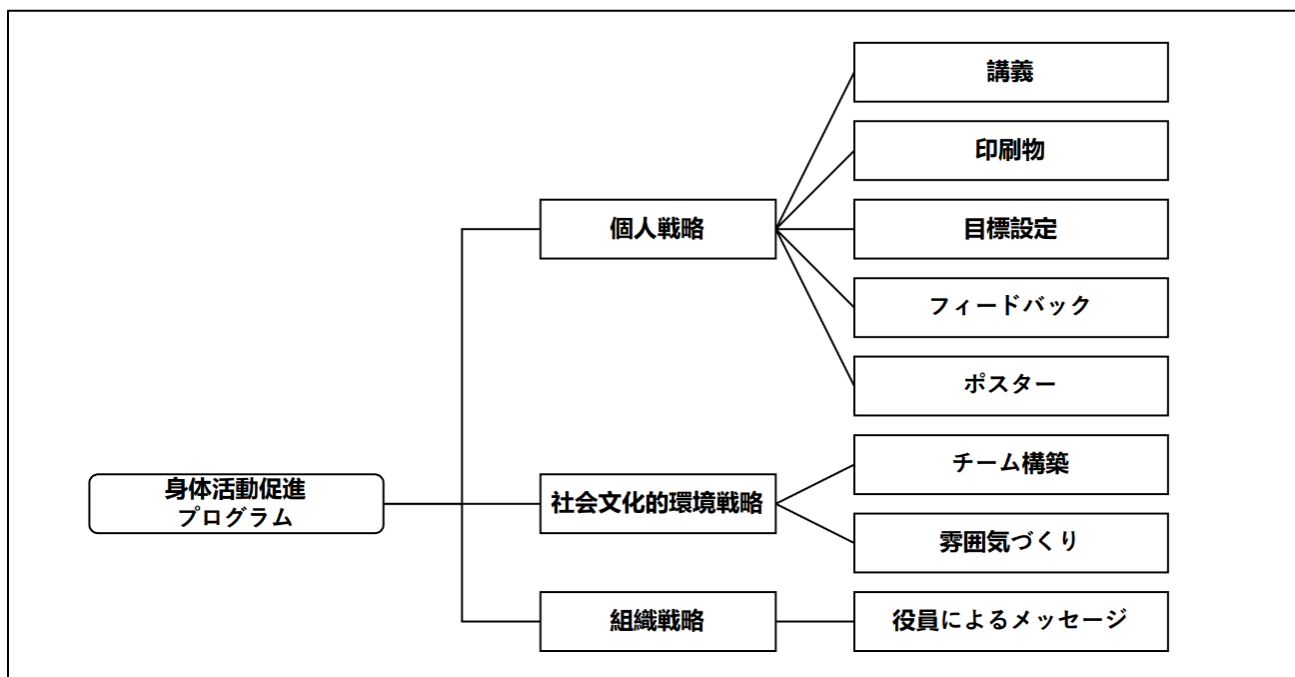 講義
印刷物
個人戦略
目標設定
フィードバック
ポスター
身体活動促進
プログラム
社会文化的環境戦略
チーム構築
雰囲気づくり
組織戦略
役員によるメッセージ